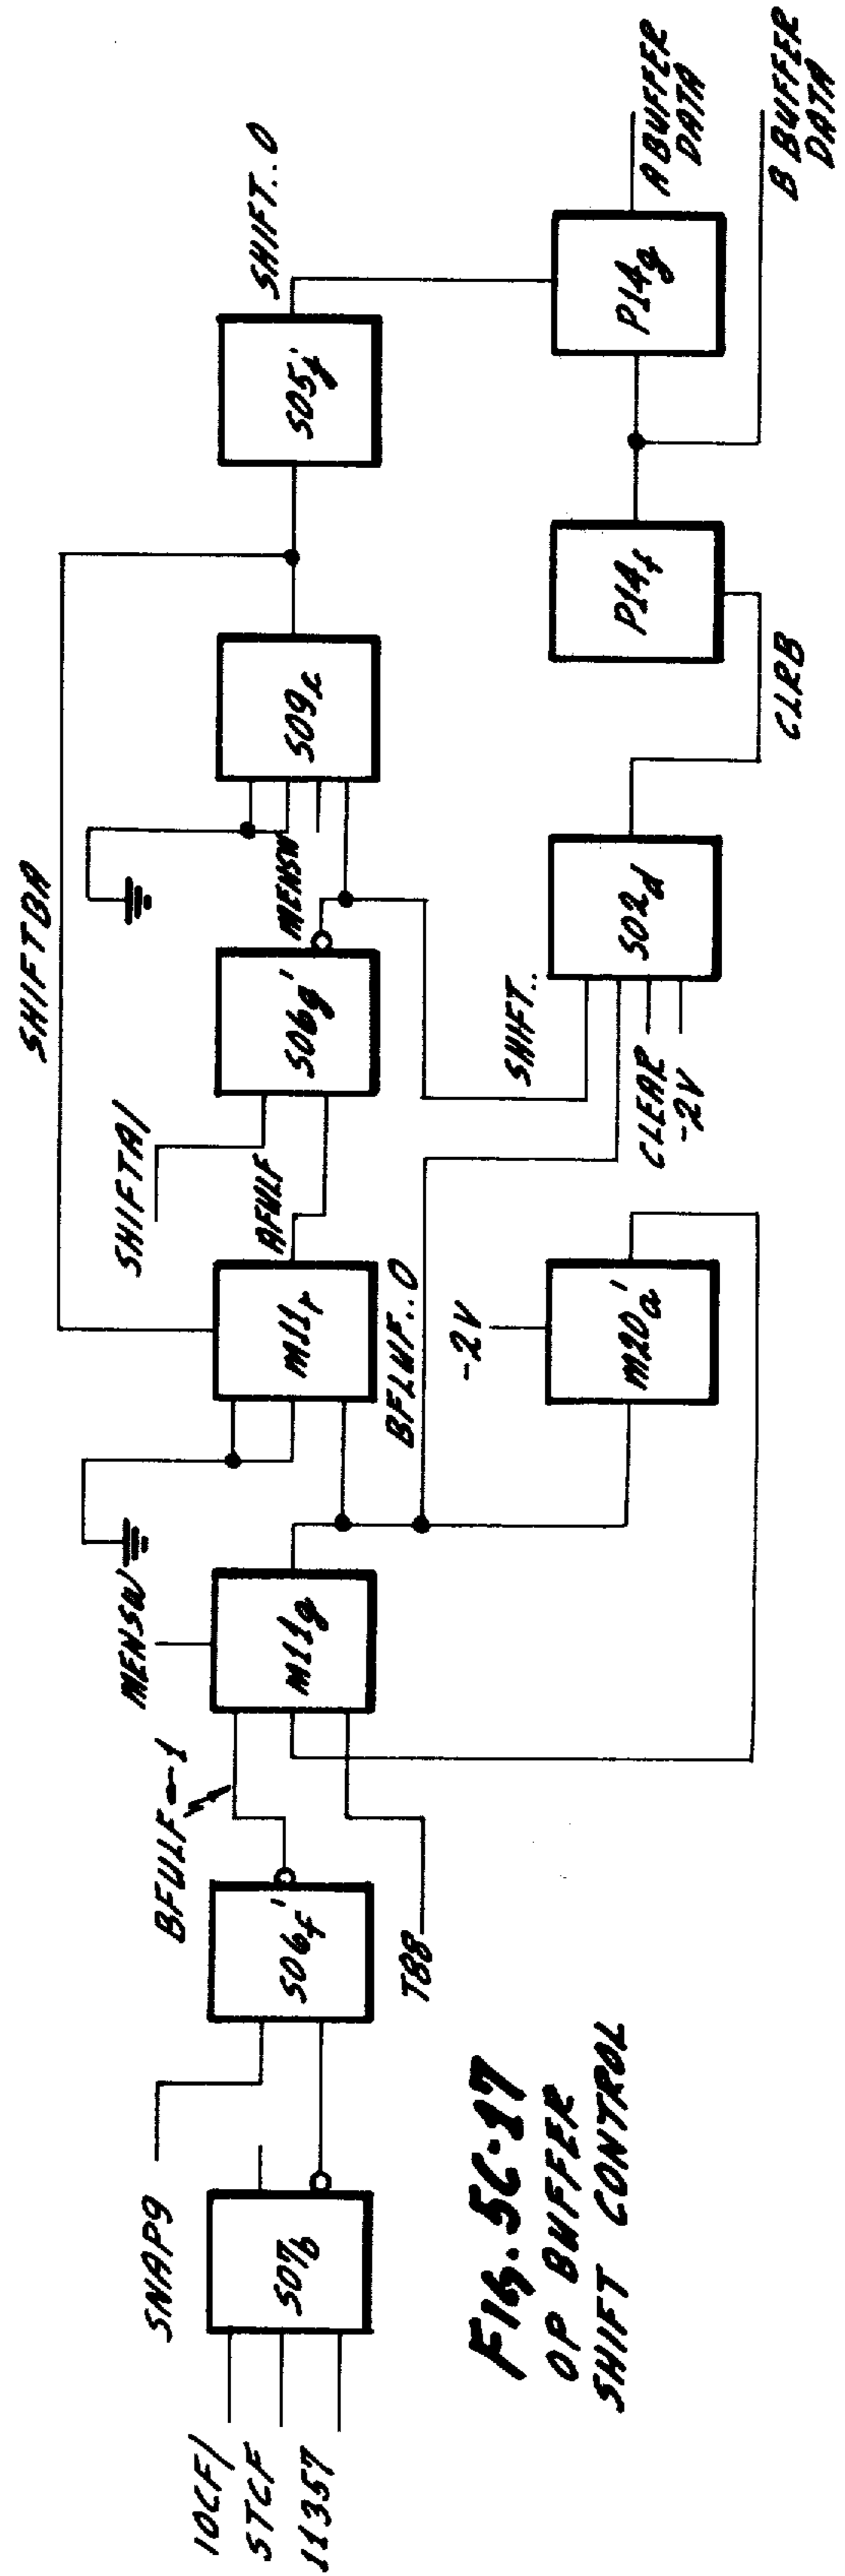 IOCF/
STCF
11357
S07b
SNAP9
S06f'
BFULF←1
T88
MENSW
M11g
BFLWF..0
M11r
AFULF
SHIFTA/
S06g'
SHIFTBA
MENSW
S09c
S05j'
SHIFT..0
-2V
M20a'
SHIFT..
CLEAR
-2V
S02d
CLRB
P14f
P14g
A BUFFER
DATA
B BUFFER
DATA
FIG. 5C-17
OP BUFFER
SHIFT CONTROL